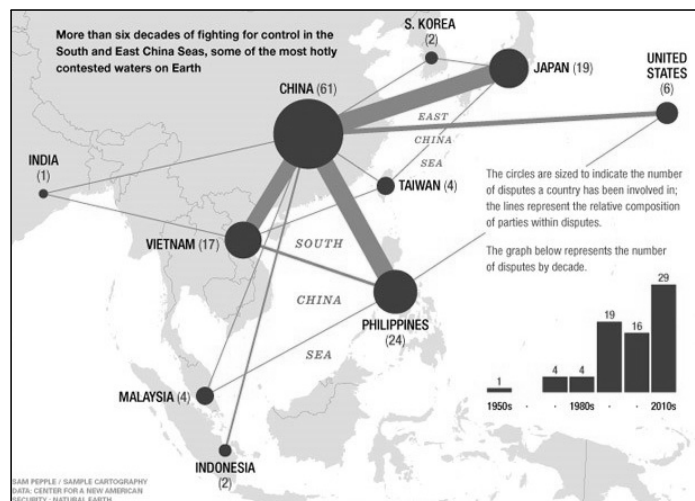 More than six decades of fighting for control in the
South and East China Seas, some of the most hotly
contested waters on Earth
S. KOREA
(2)
JAPAN (19)
UNITED
STATES
(6)
CHINA (61)
EAST
CHINA
SEA
INDIA
(1)
TAIWAN (4)
The circles are sized to indicate the number
of disputes a country has been involved in;
the lines represent the relative composition
of parties within disputes.
VIETNAM (17)
SOUTH
CHINA
SEA
The graph below represents the number
of disputes by decade.
PHILIPPINES
(24)
29
19
16
4 4
1
1950s · · 1980s · · 2010s
MALAYSIA (4)
INDONESIA
(2)
SAM PEPPLE / SAMPLE CARTOGRAPHY
DATA: CENTER FOR A NEW AMERICAN
SECURITY · NATURAL EARTH